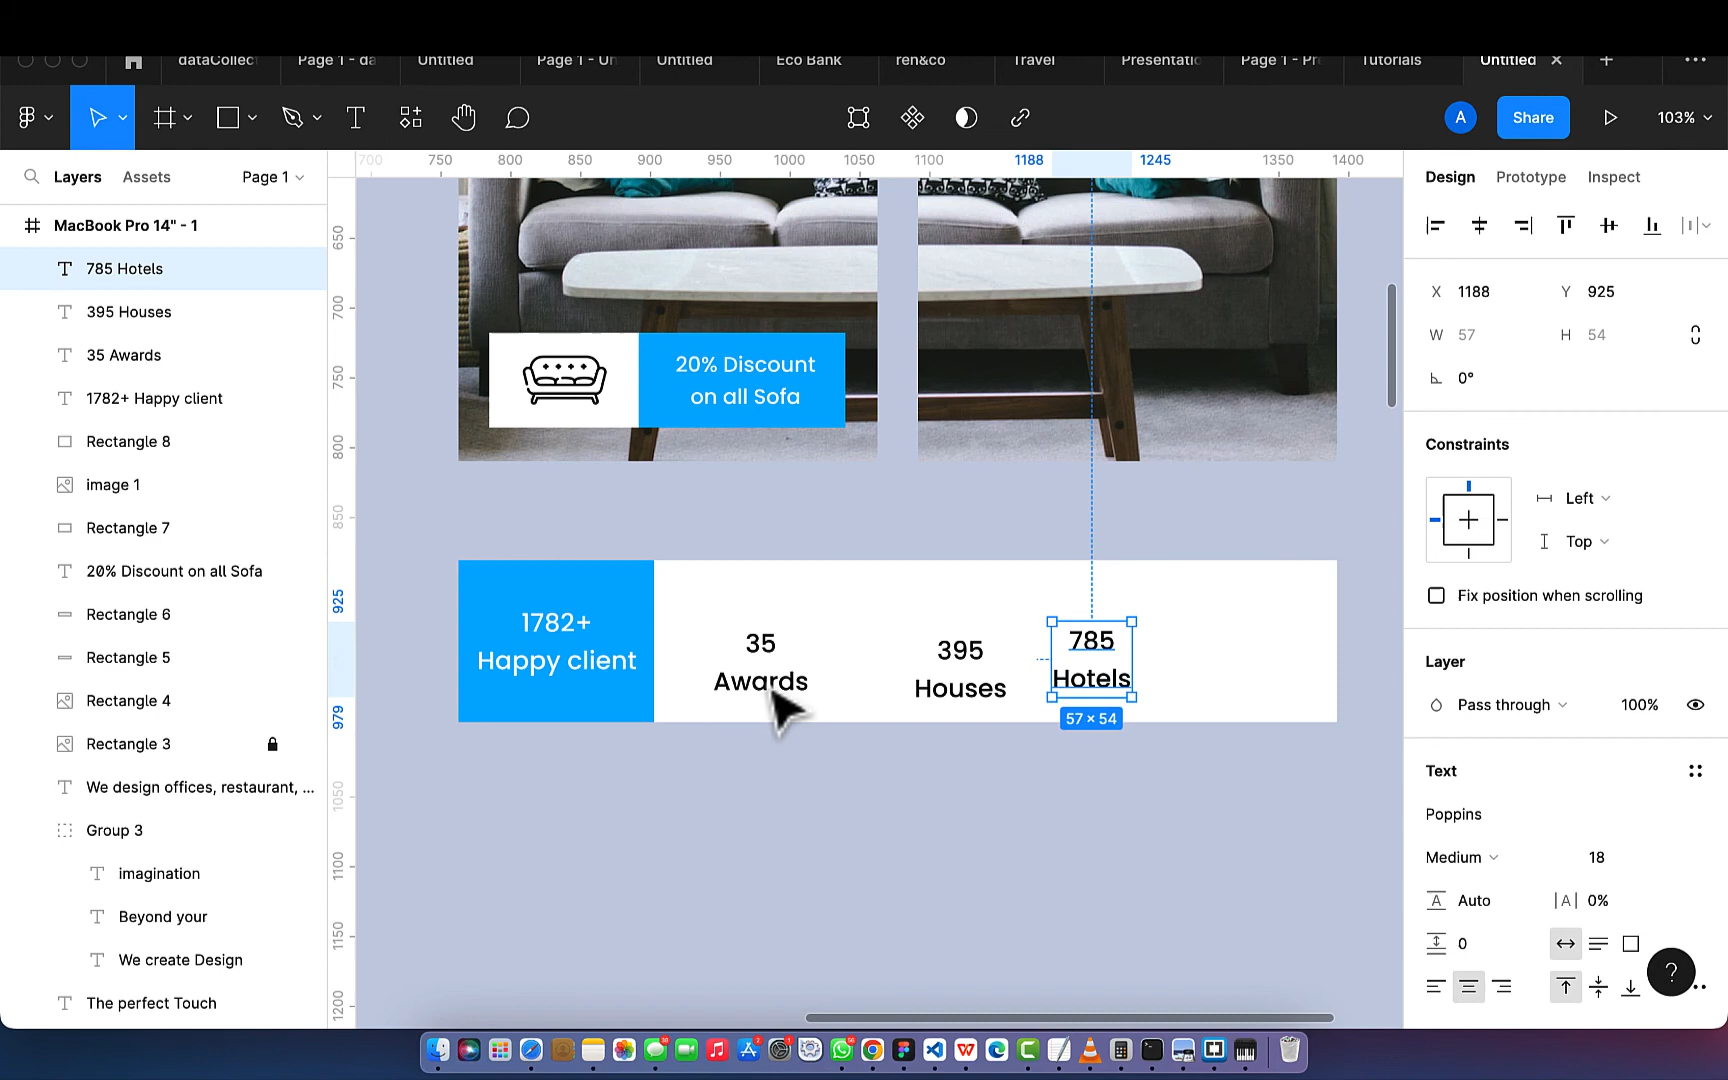 dataCollect
Page 1 - da
Untitled
Page 1 - Un
Untitled
Eco Bank
ren&co
Travel
Presentatic
Page 1 - Pr
Tutorials
Untitled
A
Share
103%
Layers
Assets
Page 1
MacBook Pro 14" - 1
785 Hotels
395 Houses
35 Awards
1782+ Happy client
Rectangle 8
image 1
Rectangle 7
20% Discount on all Sofa
Rectangle 6
Rectangle 5
Rectangle 4
Rectangle 3
We design offices, restaurant, ...
Group 3
imagination
Beyond your
We create Design
The perfect Touch
700 750 800 850 900 950 1000 1050 1100 1188 1245 1350 1400
650
700
750
800
850
925
979
1050
1100
1150
1200
20% Discount
on all Sofa
1782+
Happy client
35
Awards
395
Houses
785
Hotels
57 × 54
Design
Prototype
Inspect
X 1188 Y 925
W 57 H 54
0°
Constraints
Left
Top
Fix position when scrolling
Layer
Pass through 100%
Text
Poppins
Medium 18
Auto 0%
0
?